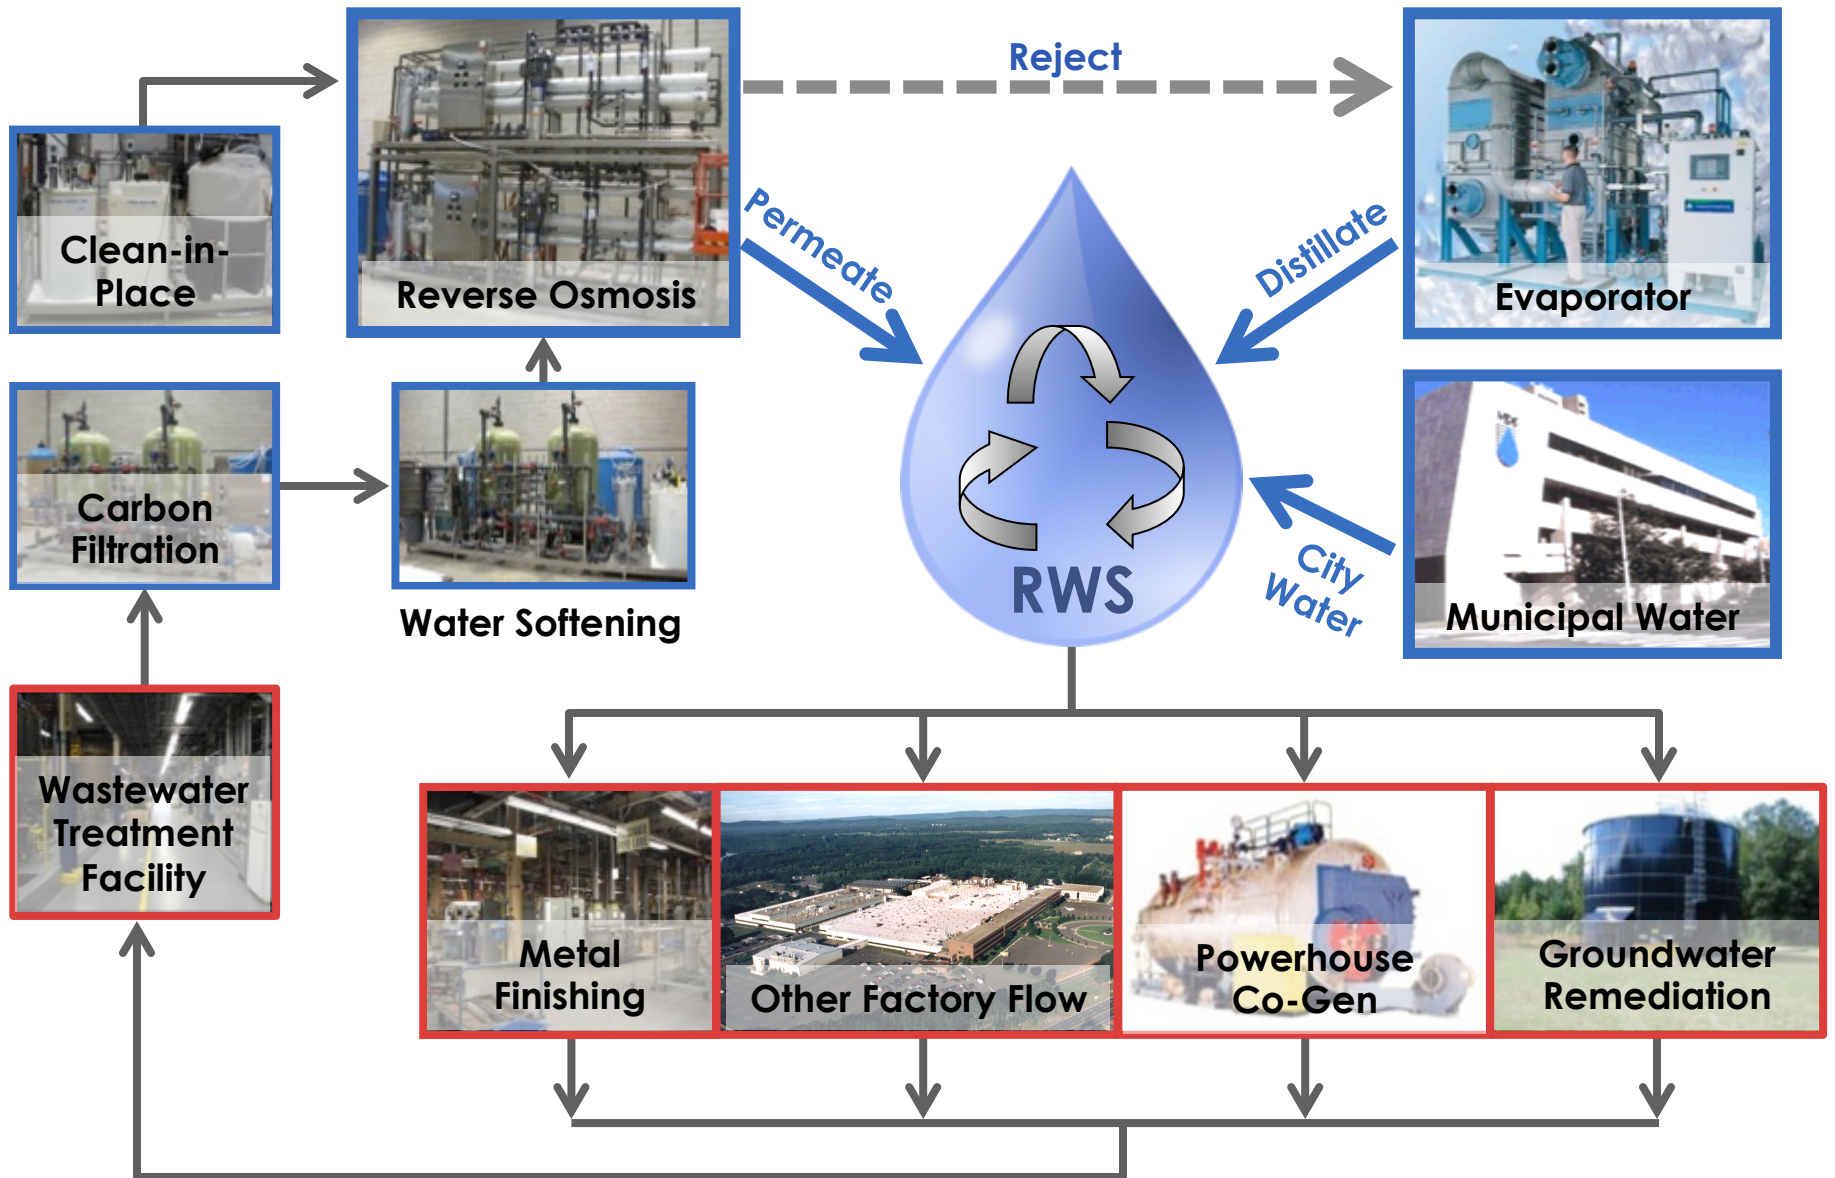 Reject
Clean-in-
Place
Reverse Osmosis
Permeate
Distillate
Evaporator
Carbon
Filtration
Water Softening
RWS
City
Water
Municipal Water
Wastewater
Treatment
Facility
Metal
Finishing
Other Factory Flow
Powerhouse
Co-Gen
Groundwater
Remediation